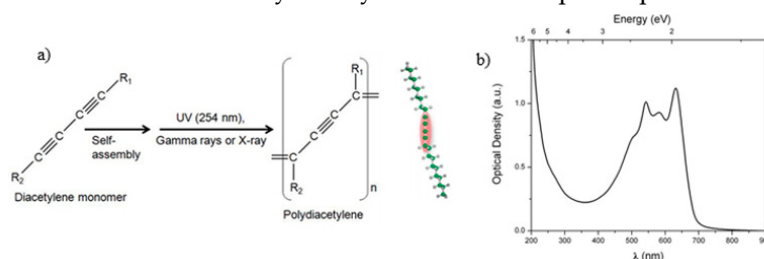 a)
R₁
R₂
Diacetylene monomer
Self-
assembly
UV (254 nm),
Gamma rays or X-ray
R₁
C
C
R₂
n
Polydiacetylene
b)
Energy (eV)
6 5 4 3 2
1.5
1.0
0.5
0.0
Optical Density (a.u.)
200 300 400 500 600 700 800 900
λ (nm)